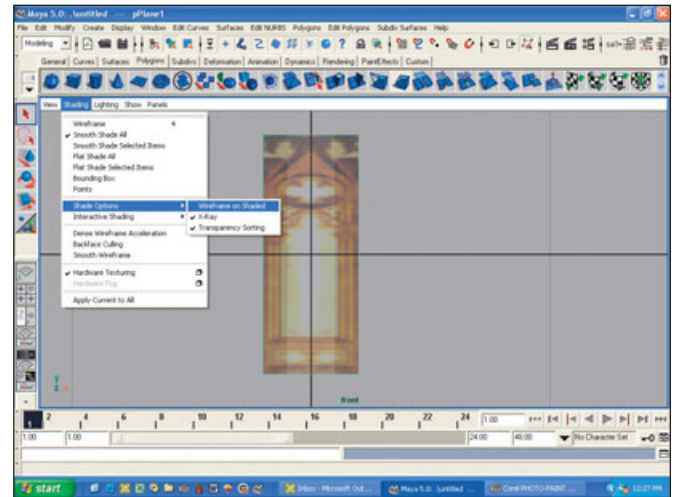 Maya 5.0: .\untitled --- pPlane1
File Edit Modify Create Display Window Edit Curves Surfaces Edit NURBS Polygons Edit Polygons Subdiv Surfaces Help
Modeling
General Curves Surfaces Polygons Subdivs Deformation Animation Dynamics Rendering PaintEffects Custom
View Shading Lighting Show Panels
Wireframe 4
Smooth Shade All
Smooth Shade Selected Items
Flat Shade All
Flat Shade Selected Items
Bounding Box
Points
Shade Options
Wireframe on Shaded
Interactive Shading
X-Ray
Transparency Sorting
Dense Wireframe Acceleration
Backface Culling
Smooth Wireframe
Hardware Texturing
Hardware Fog
Apply Current to All
front
2 4 6 8 10 12 14 16 18 20 22 24 1.00
1.00 1.00 24.00 48.00 No Character Set
start Inbox - Microsoft Out... Maya 5.0: .\untitled ... Corel PHOTO-PAINT ... 12:27 PM